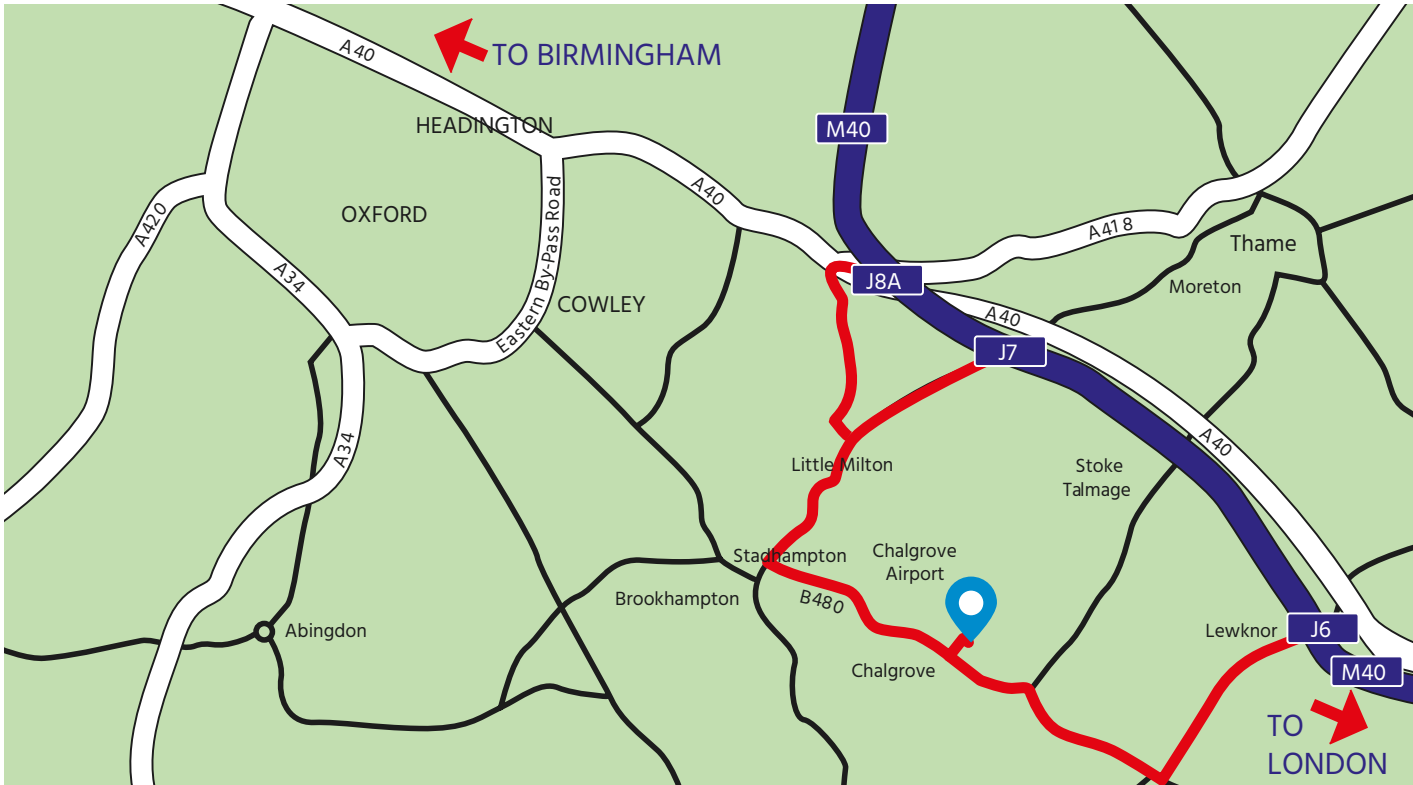 A40
TO BIRMINGHAM
HEADINGTON
M40
A40
OXFORD
Eastern By-Pass Road
A420
A418
Thame
A34
J8A
Moreton
COWLEY
A40
J7
A34
A40
Little Milton
Stoke
Talmage
Stadhampton
Chalgrove
Airport
Brookhampton
B480
Abingdon
Lewknor
J6
Chalgrove
M40
TO
LONDON